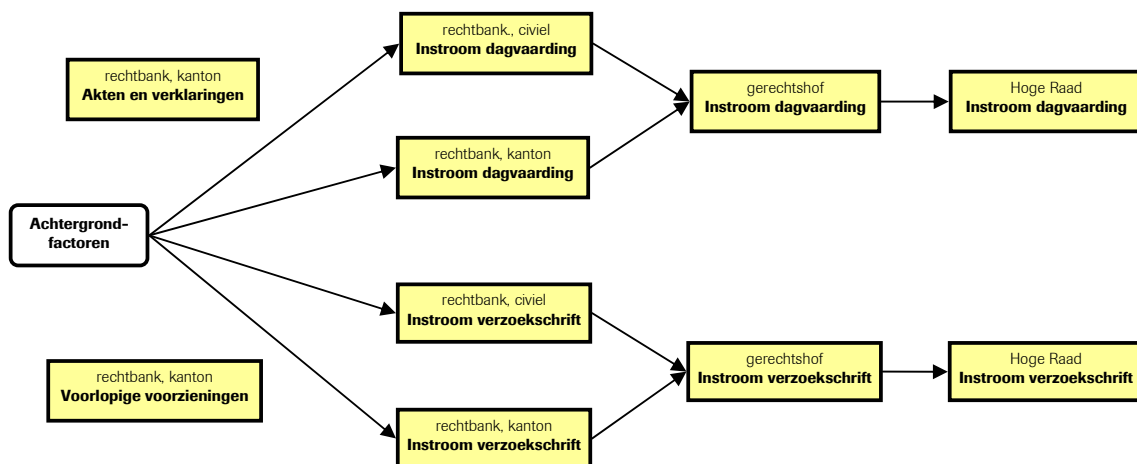 rechtbank., civiel
Instroom dagvaarding
rechtbank, kanton
Akten en verklaringen
gerechtshof
Instroom dagvaarding
Hoge Raad
Instroom dagvaarding
rechtbank, kanton
Instroom dagvaarding
Achtergrond-
factoren
rechtbank, civiel
Instroom verzoekschrift
gerechtshof
Instroom verzoekschrift
Hoge Raad
Instroom verzoekschrift
rechtbank, kanton
Voorlopige voorzieningen
rechtbank, kanton
Instroom verzoekschrift